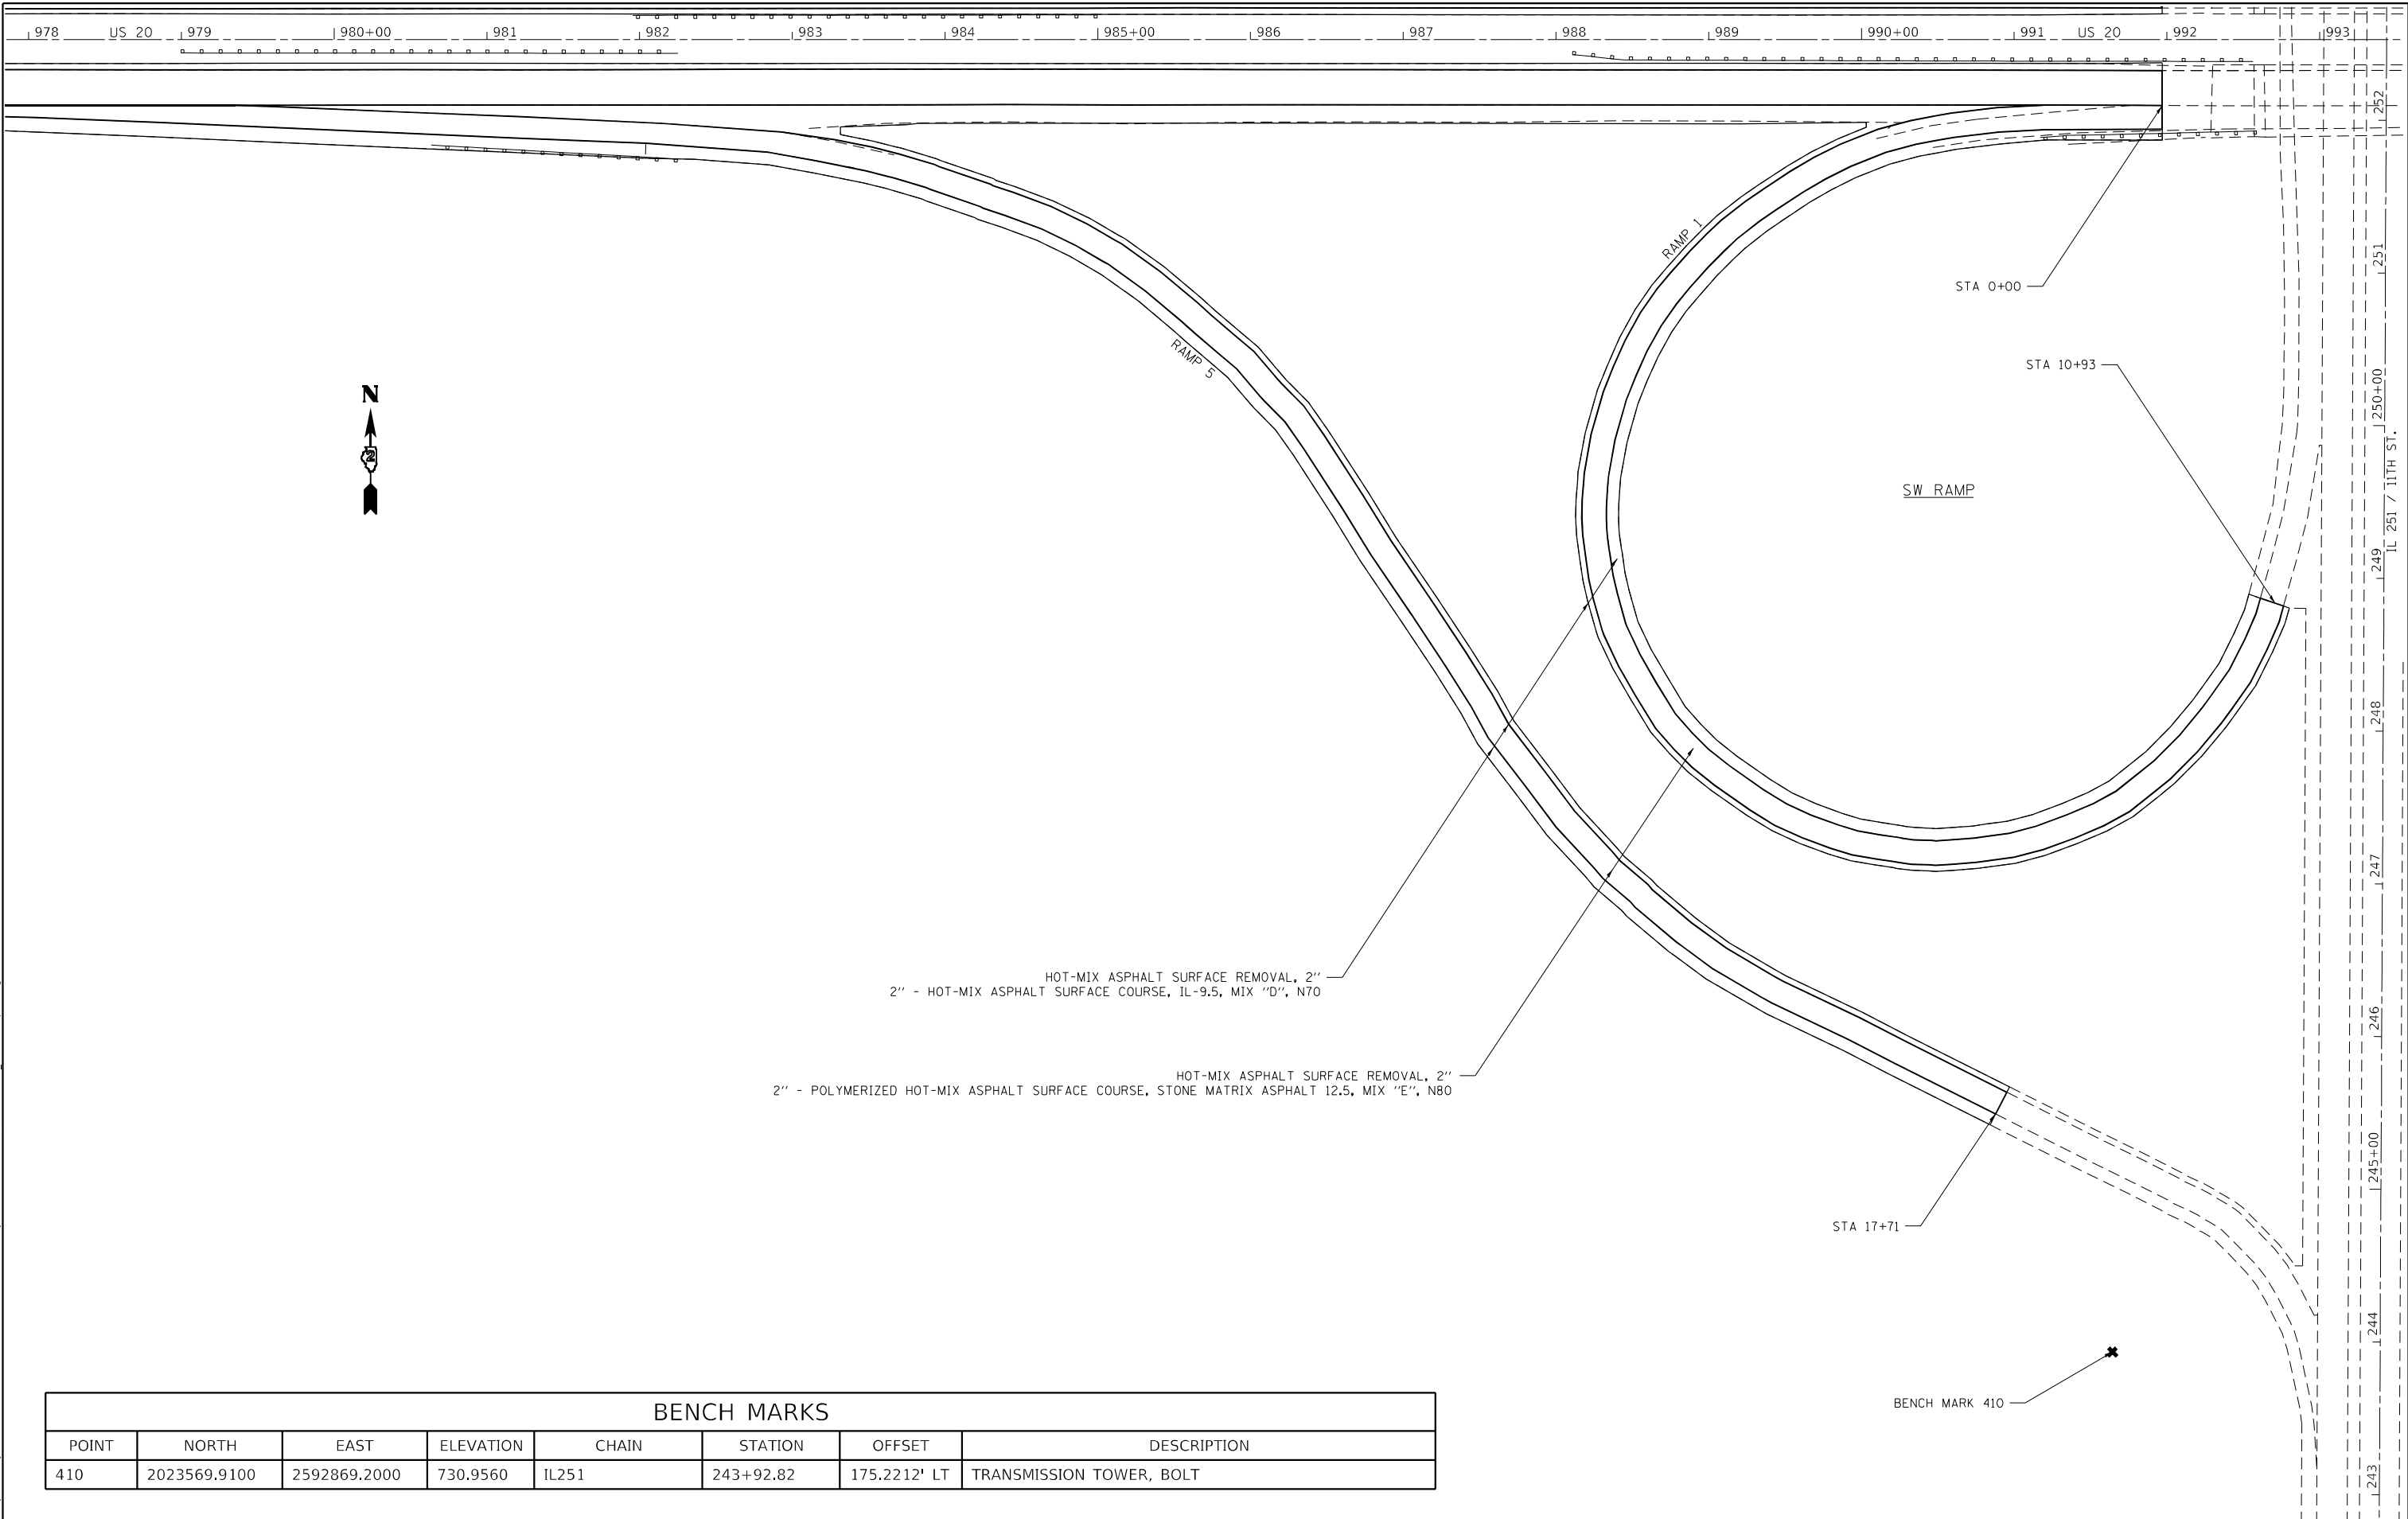 978 US 20 979 980+00 981 982 983 984 985+00 986 987 988 989 990+00 991 US 20 992 993
252
RAMP 1
251
STA 0+00
RAMP 5
STA 10+93
N
250+00
2
IL 251 / 11TH ST.
SW RAMP
249
248
247
HOT-MIX ASPHALT SURFACE REMOVAL, 2"
2" - HOT-MIX ASPHALT SURFACE COURSE, IL-9.5, MIX "D", N70
246
HOT-MIX ASPHALT SURFACE REMOVAL, 2"
2" - POLYMERIZED HOT-MIX ASPHALT SURFACE COURSE, STONE MATRIX ASPHALT 12.5, MIX "E", N80
245+00
STA 17+71
244
BENCH MARK 410
243
BENCH MARKS
POINT NORTH EAST ELEVATION CHAIN STATION OFFSET DESCRIPTION
410 2023569.9100 2592869.2000 730.9560 IL251 243+92.82 175.2212' LT TRANSMISSION TOWER, BOLT